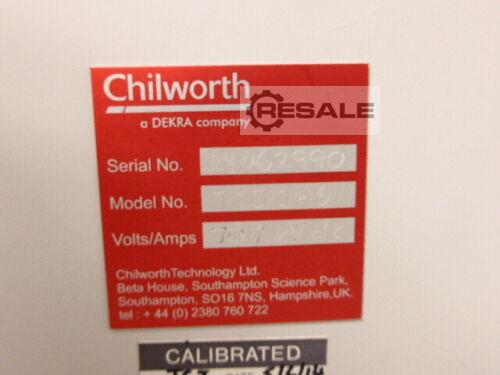 Chilworth
a DEKRA company
RESALE
Serial No. 14062990
Model No.
Volts/Amps
ChilworthTechnology Ltd.
Beta House, Southampton Science Park,
Southampton, SO16 7NS, Hampshire,UK.
tel : + 44 (0) 2380 760 722
CALIBRATED